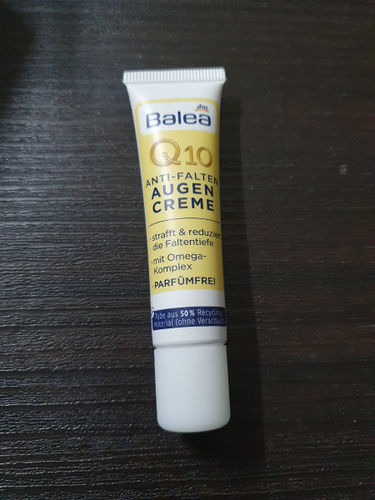 dm
Balea
Q10
ANTI-FALTEN
AUGEN
CREME
-strafft & reduzier
die Faltentiefe
-mit Omega-
Komplex
-PARFÜMFREI
Tube aus 50% Recycling
Material (ohne Verschluss